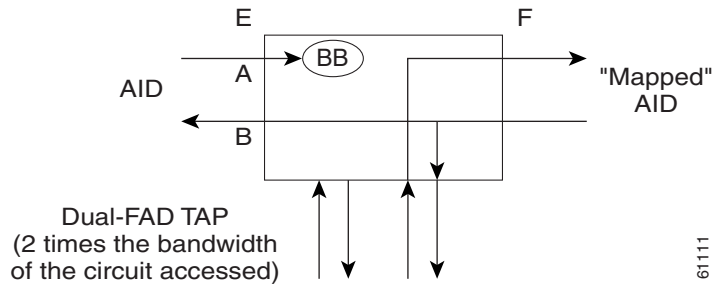 E
F
BB
A
AID
"Mapped"
AID
B
Dual-FAD TAP
(2 times the bandwidth
of the circuit accessed)
61111